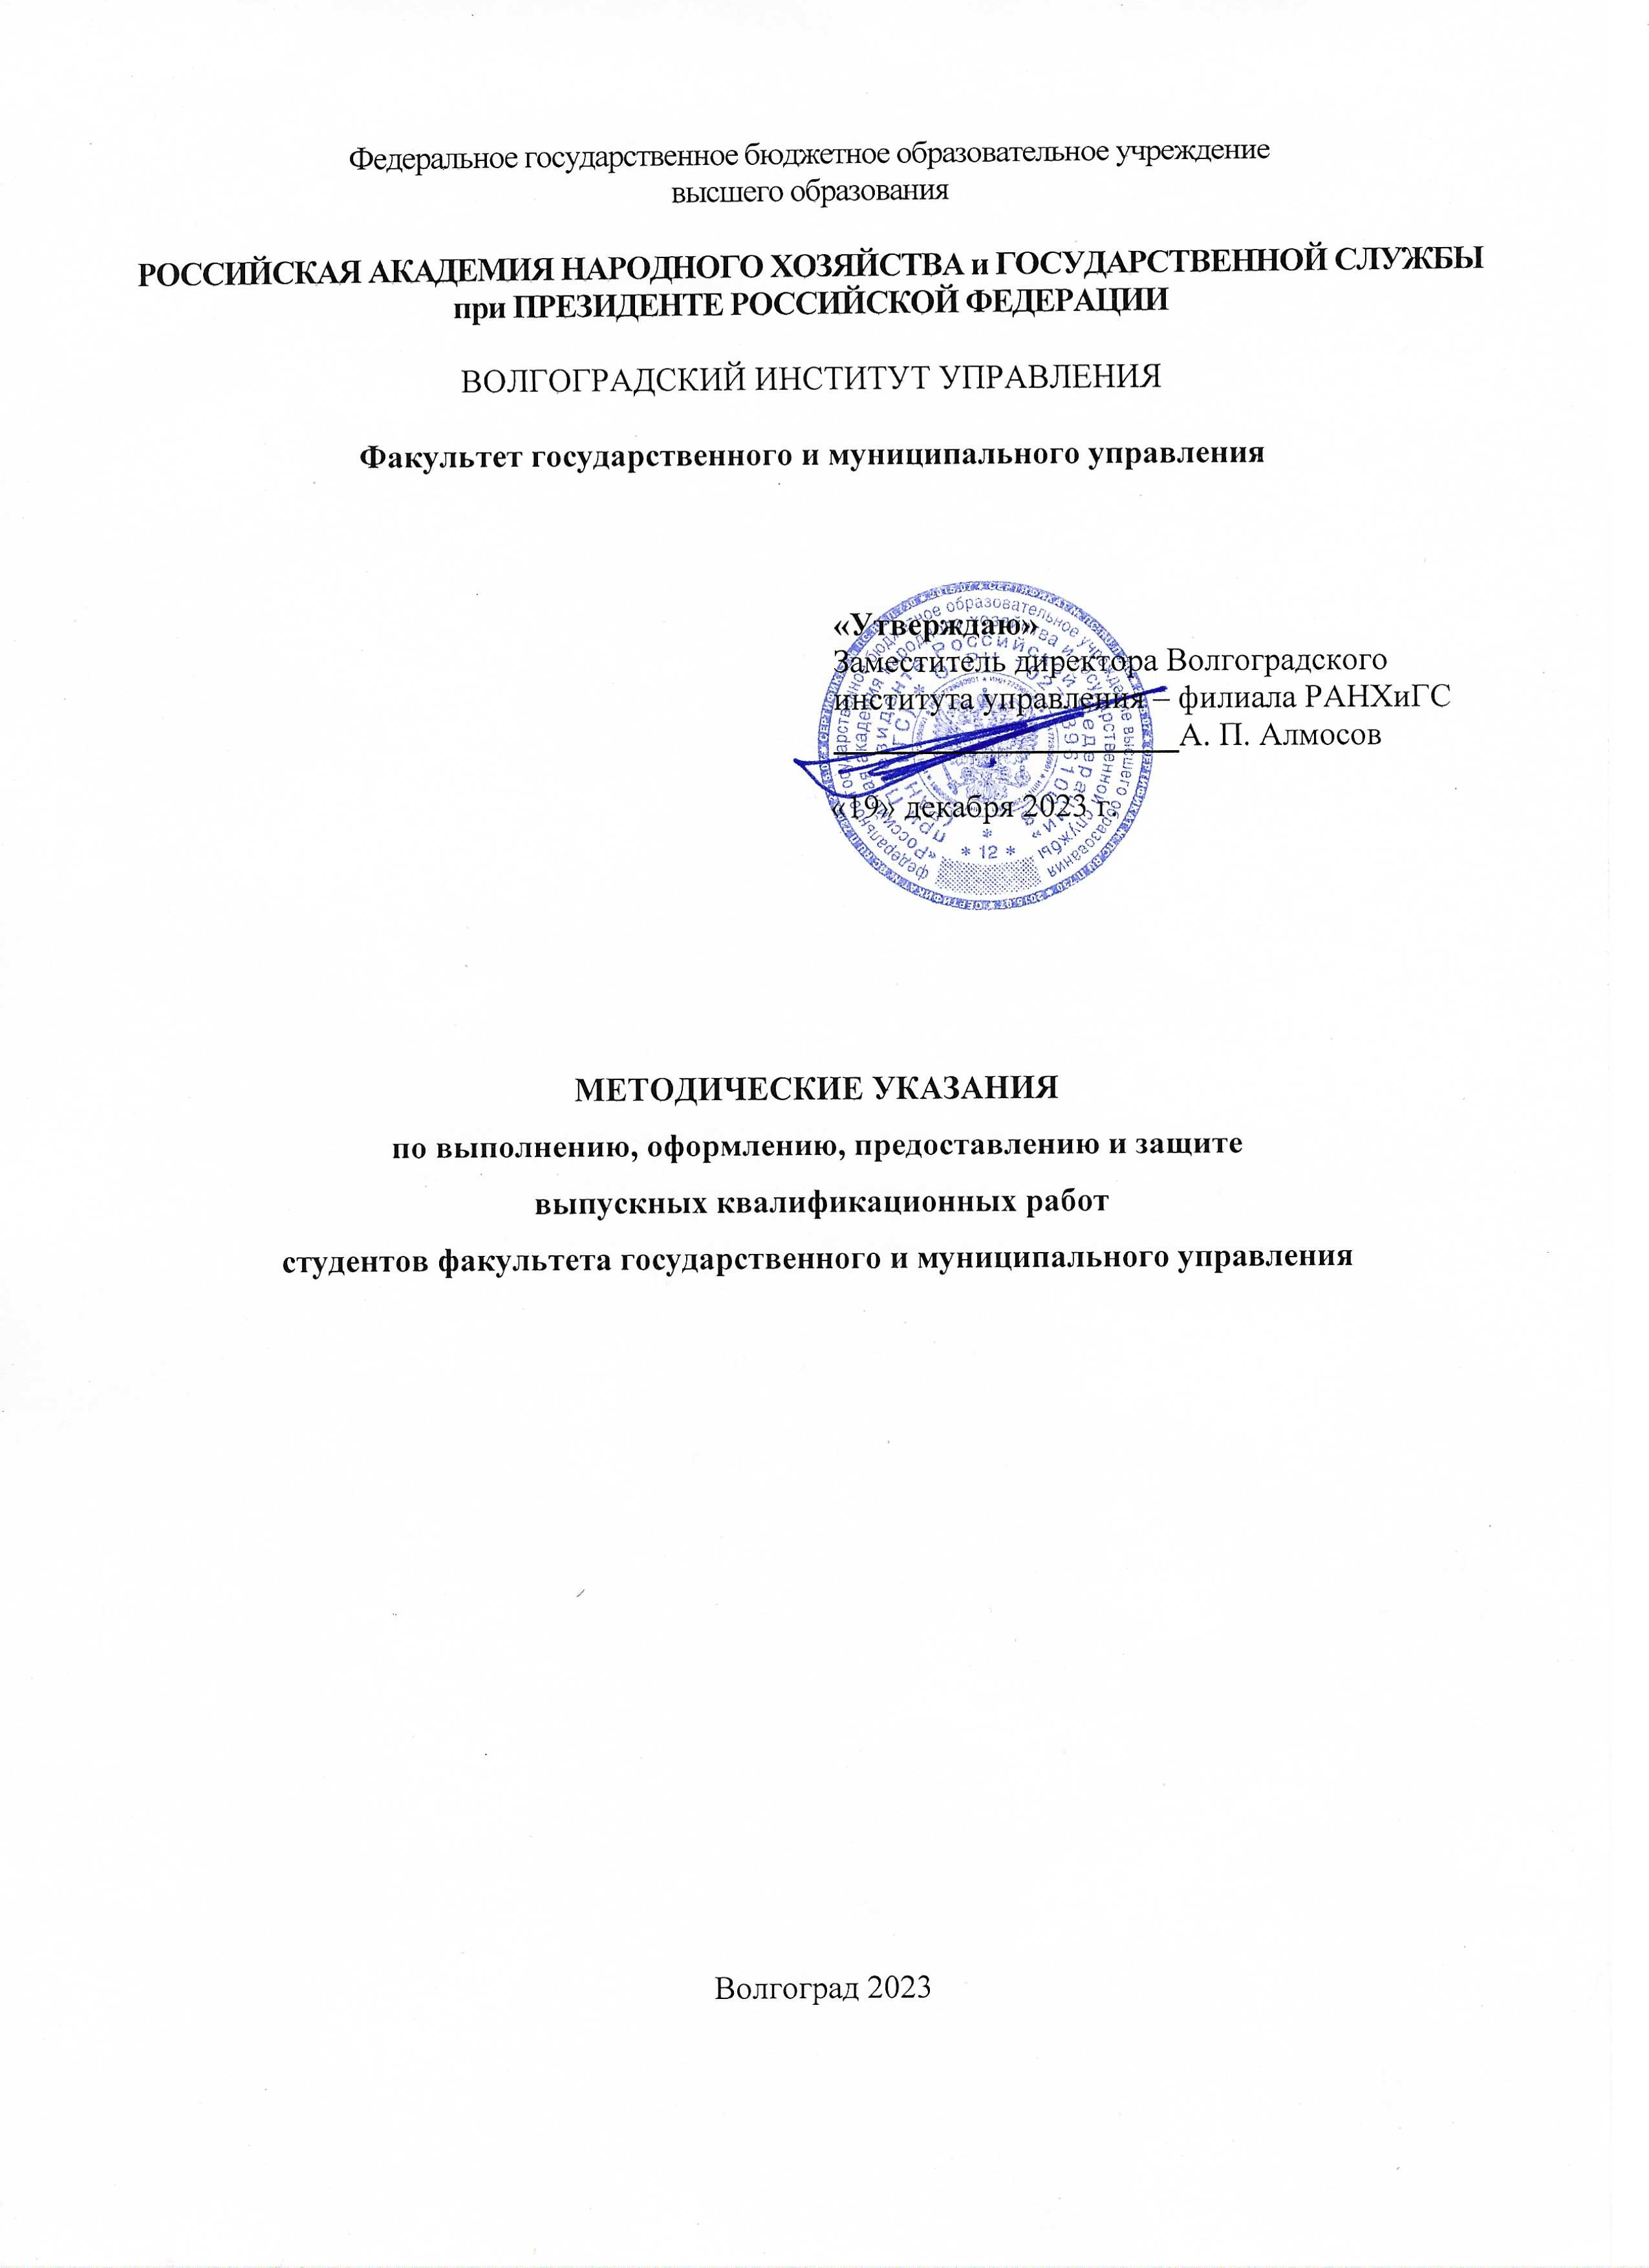 Федеральное государственное бюджетное образовательное учреждение
высшего образования
РОССИЙСКАЯ АКАДЕМИЯ НАРОДНОГО ХОЗЯЙСТВА и ГОСУДАРСТВЕННОЙ СЛУЖБЫ
при ПРЕЗИДЕНТЕ РОССИЙСКОЙ ФЕДЕРАЦИИ
ВОЛГОГРАДСКИЙ ИНСТИТУТ УПРАВЛЕНИЯ
Факультет государственного и муниципального управления
«Утверждаю»
Заместитель директора Волгоградского
института управления – филиала РАНХиГС
А. П. Алмосов
«19» декабря 2023 г.
* 12 *
МЕТОДИЧЕСКИЕ УКАЗАНИЯ
по выполнению, оформлению, предоставлению и защите
выпускных квалификационных работ
студентов факультета государственного и муниципального управления
Волгоград 2023